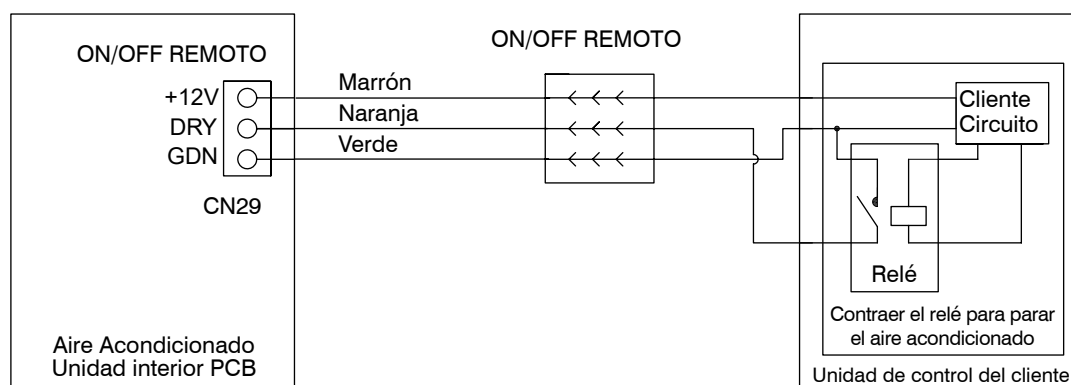 ON/OFF REMOTO
+12V
DRY
GDN
CN29
Aire Acondicionado
Unidad interior PCB
Marrón
Naranja
Verde
ON/OFF REMOTO
Cliente
Circuito
Relé
Contraer el relé para parar
el aire acondicionado
Unidad de control del cliente